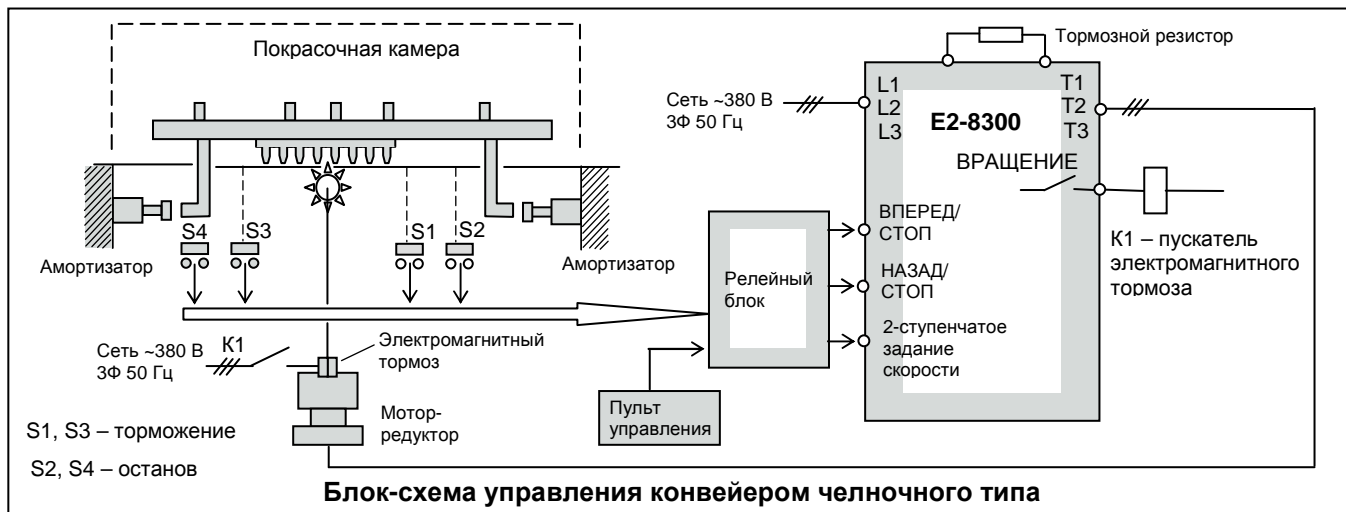 Покрасочная камера
Тормозной резистор
Сеть ~380 В
3Ф 50 Гц
L1
L2
L3
T1
T2
T3
E2-8300
ВРАЩЕНИЕ
S4
S3
S1
S2
Амортизатор
Амортизатор
Релейный
блок
ВПЕРЕД/
СТОП
НАЗАД/
СТОП
2-ступенчатое
задание
скорости
К1 – пускатель
электромагнитного
тормоза
Сеть ~380 В
3Ф 50 Гц
К1
Электромагнитный
тормоз
Мотор-
редуктор
Пульт
управления
S1, S3 – торможение
S2, S4 – останов
Блок-схема управления конвейером челночного типа